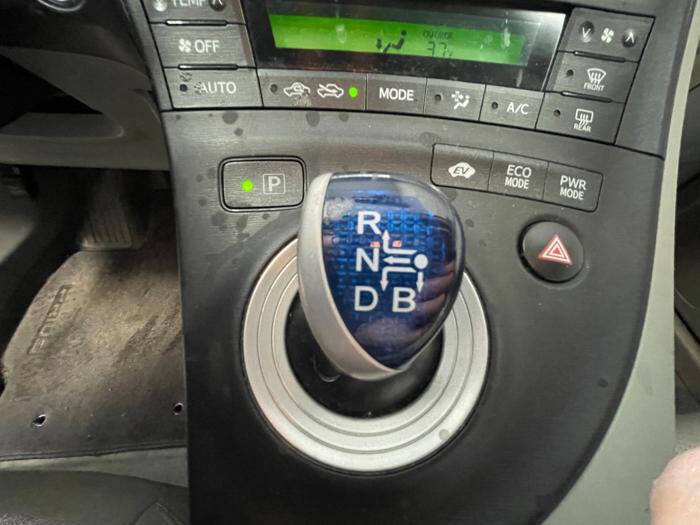 TEMP
OUTSIDE
37
OFF
AUTO
MODE
A/C
FRONT
REAR
P
EV
ECO
MODE
PWR
MODE
R
N
D B